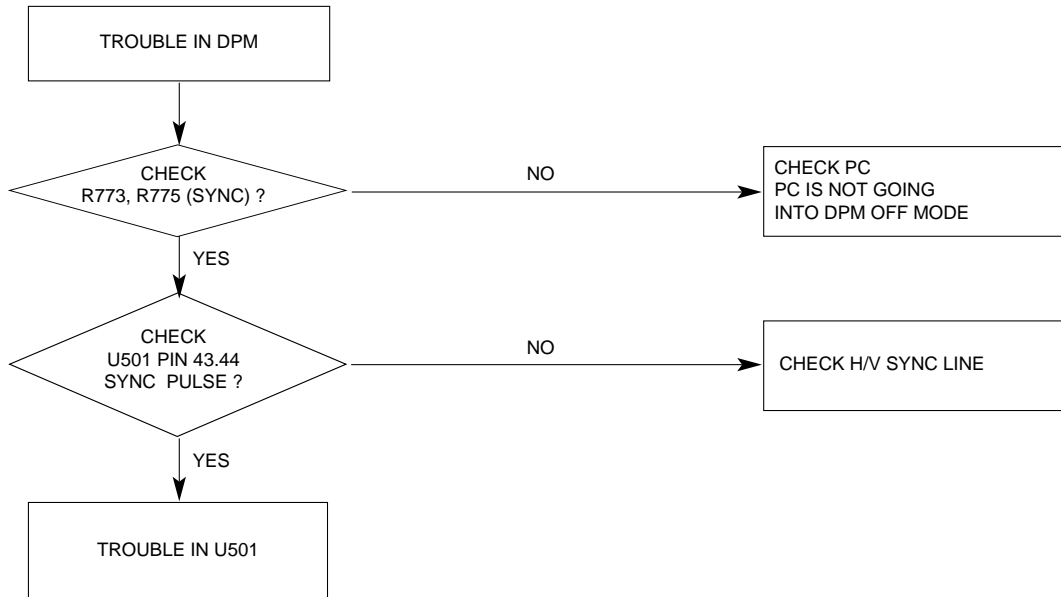 TROUBLE IN DPM
CHECK
R773, R775 (SYNC) ?
NO
CHECK PC
PC IS NOT GOING
INTO DPM OFF MODE
YES
CHECK
U501 PIN 43.44
SYNC PULSE ?
NO
CHECK H/V SYNC LINE
YES
TROUBLE IN U501